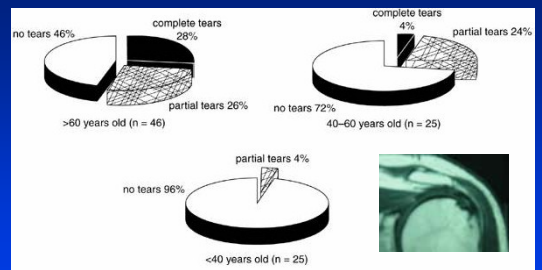 no tears 46%
complete tears
28%
partial tears 26%
>60 years old (n = 46)
complete tears
4%
partial tears 24%
no tears 72%
40–60 years old (n = 25)
partial tears 4%
no tears 96%
<40 years old (n = 25)